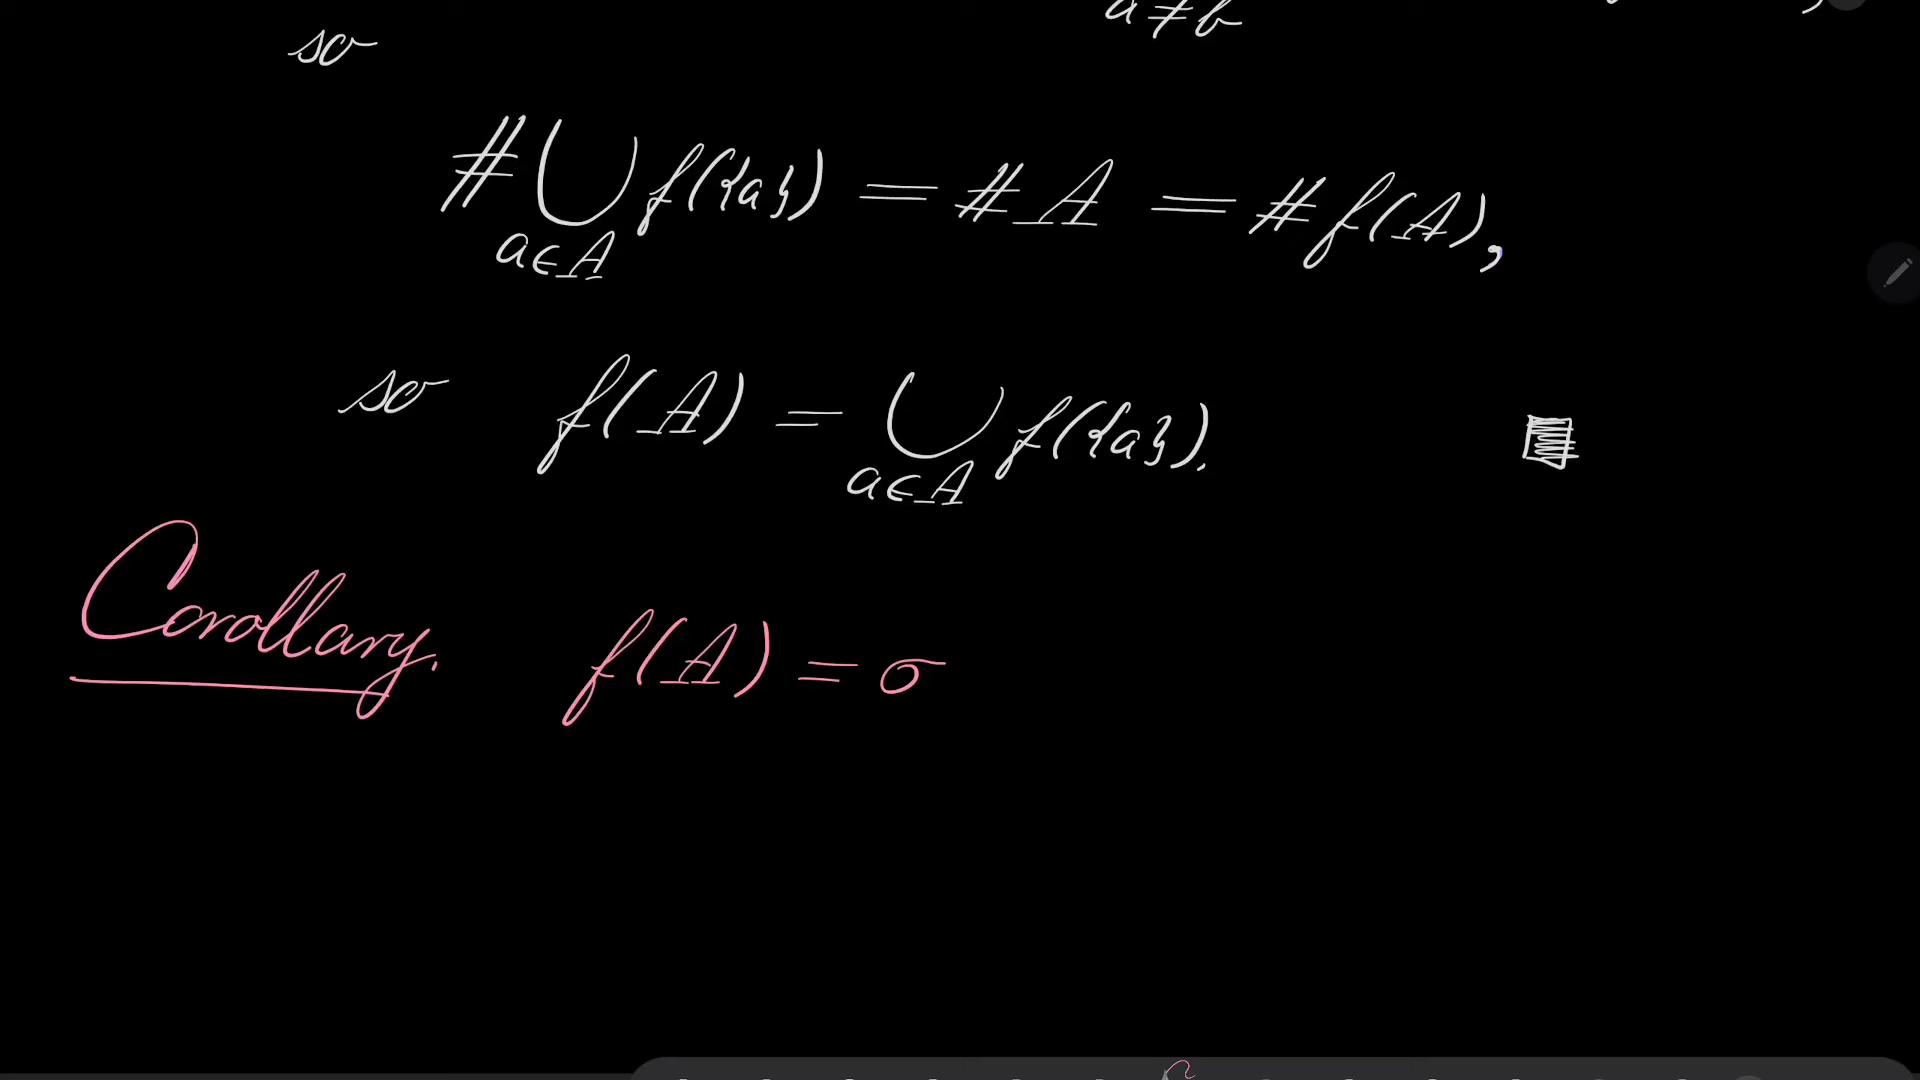 a≠b
so
#⋃f({a}) = #A = #f(A),
a∈A
so f(A) = ⋃f({a}).
a∈A
Corollary. f(A) = σ